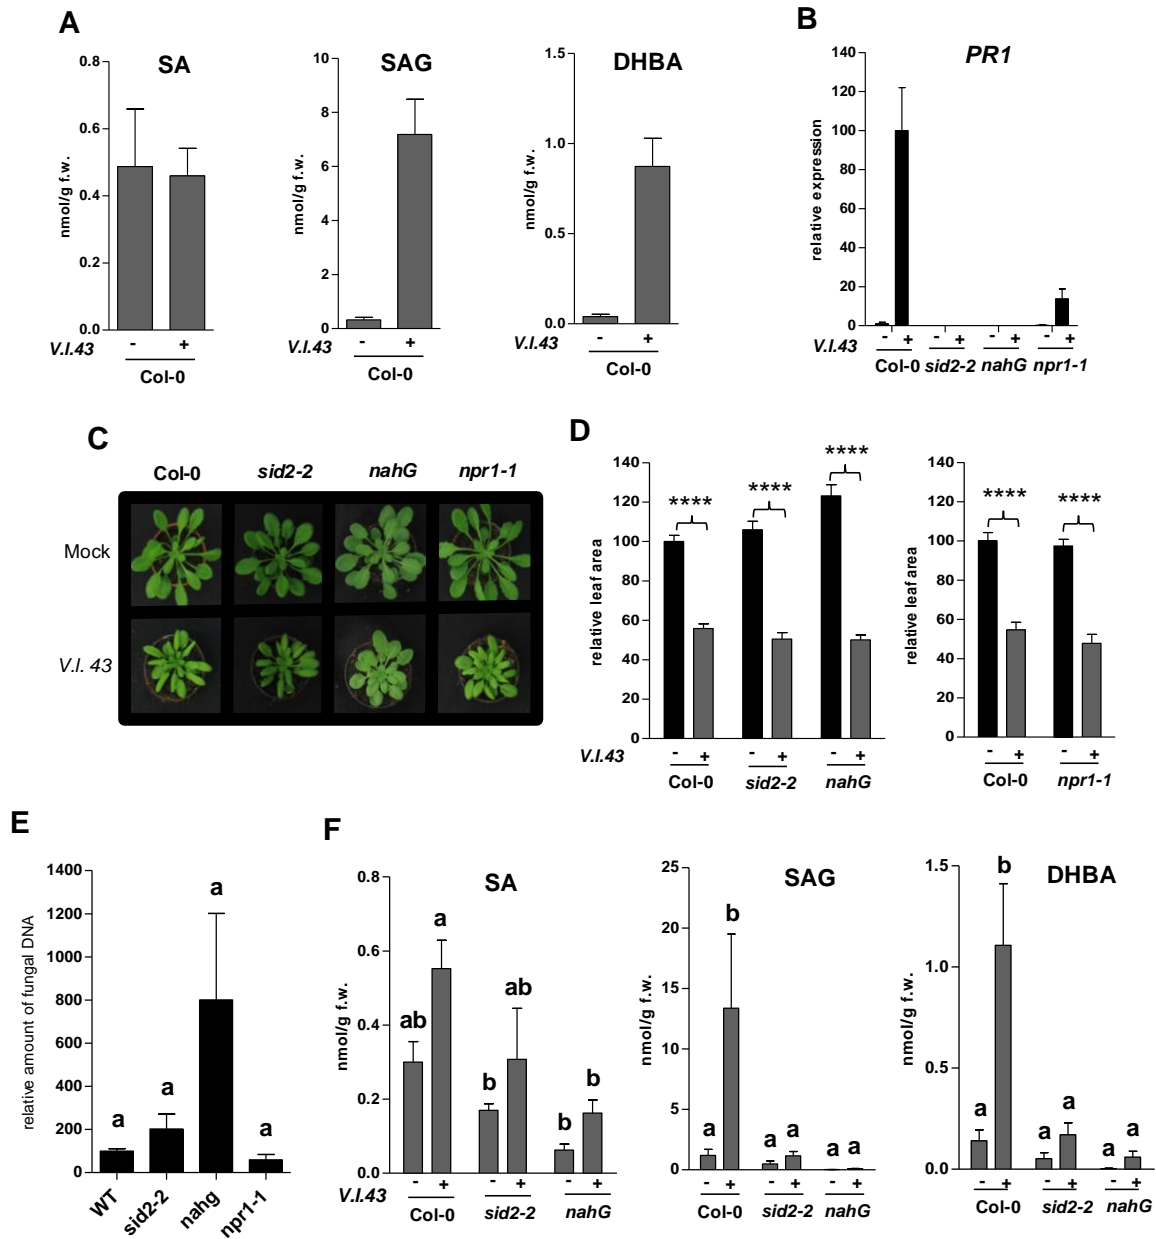 A
SA
nmol/g f.w.
0.8
0.6
0.4
0.2
0.0
V.l.43
- +
Col-0
SAG
nmol/g f.w.
10
8
6
4
2
0
V.l.43
- +
Col-0
DHBA
nmol/g f.w.
1.5
1.0
0.5
0.0
V.l.43
- +
Col-0
B
PR1
relative expression
140
120
100
80
60
40
20
0
V.l.43
- + - + - + - +
Col-0 sid2-2 nahG npr1-1
C
Col-0 sid2-2 nahG npr1-1
Mock
V.l. 43
D
relative leaf area
140
120
100
80
60
40
20
0
**** **** ****
V.l.43
- + - + - +
Col-0 sid2-2 nahG
relative leaf area
140
120
100
80
60
40
20
0
**** ****
- + - +
Col-0 npr1-1
E
relative amount of fungal DNA
1400
1200
1000
800
600
400
200
0
a a a a
WT sid2-2 nahg npr1-1
F
SA
nmol/g f.w.
0.8
0.6
0.4
0.2
0.0
ab a b ab b b
V.l.43
- + - + - +
Col-0 sid2-2 nahG
SAG
nmol/g f.w.
25
20
15
10
5
0
a b a a a a
- + - + - +
Col-0 sid2-2 nahG
DHBA
nmol/g f.w.
1.5
1.0
0.5
0.0
a b a a a a
- + - + - +
Col-0 sid2-2 nahG